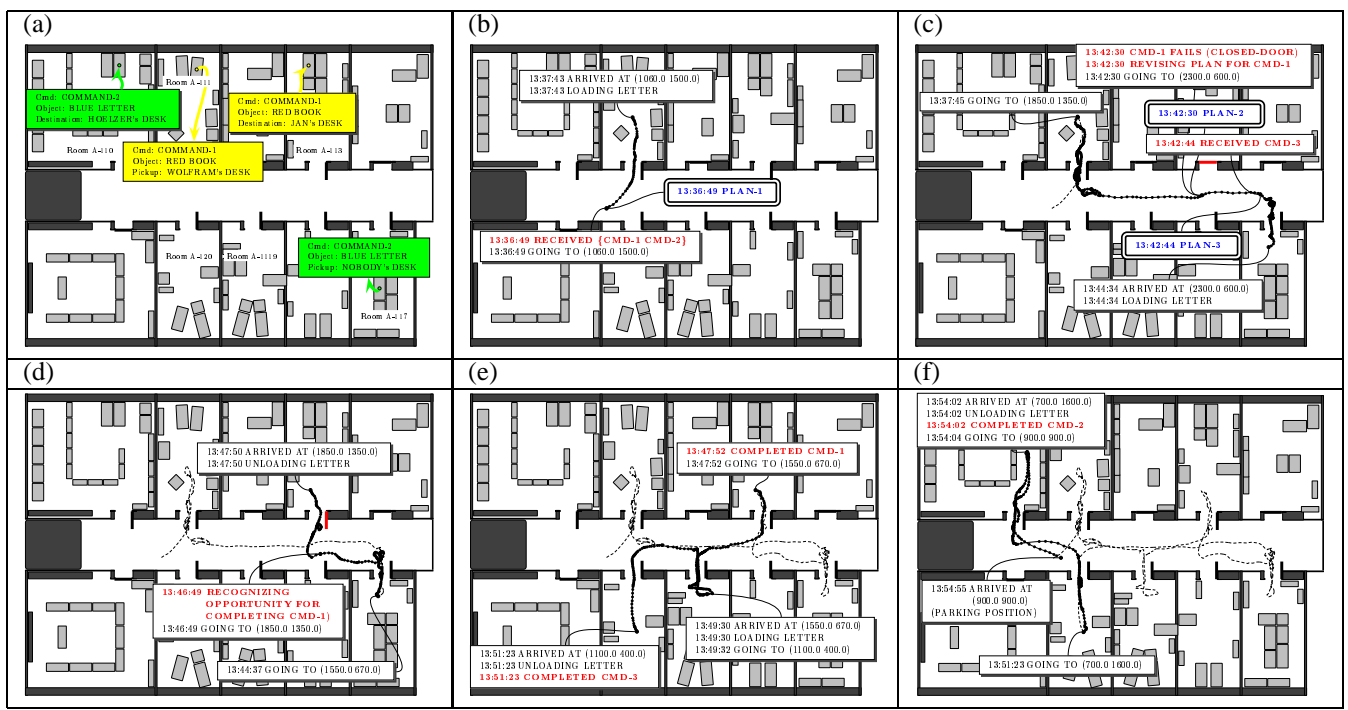 (a)
Room A-111
Cmd: COMMAND-2
Object: BLUE LETTER
Destination: HOELZER's DESK
Cmd: COMMAND-1
Object: RED BOOK
Destination: JAN's DESK
Room A-110
Cmd: COMMAND-1
Object: RED BOOK
Pickup: WOLFRAM's DESK
Room A-113
Cmd: COMMAND-2
Object: BLUE LETTER
Pickup: NOBODY's DESK
Room A-120
Room A-1119
Room A-117
(b)
13:37:43 ARRIVED AT (1060.0 1500.0)
13:37:43 LOADING LETTER
13:36:49 PLAN-1
13:36:49 RECEIVED {CMD-1 CMD-2}
13:36:49 GOING TO (1060.0 1500.0)
(c)
13:42:30 CMD-1 FAILS (CLOSED-DOOR)
13:42:30 REVISING PLAN FOR CMD-1
13:42:30 GOING TO (2300.0 600.0)
13:37:45 GOING TO (1850.0 1350.0)
13:42:30 PLAN-2
13:42:44 RECEIVED CMD-3
13:42:44 PLAN-3
13:44:34 ARRIVED AT (2300.0 600.0)
13:44:34 LOADING LETTER
(d)
13:47:50 ARRIVED AT (1850.0 1350.0)
13:47:50 UNLOADING LETTER
13:46:49 RECOGNIZING
OPPORTUNITY FOR
COMPLETING CMD-1)
13:46:49 GOING TO (1850.0 1350.0)
13:44:37 GOING TO (1550.0 670.0)
(e)
13:47:52 COMPLETED CMD-1
13:47:52 GOING TO (1550.0 670.0)
13:49:30 ARRIVED AT (1550.0 670.0)
13:49:30 LOADING LETTER
13:49:32 GOING TO (1100.0 400.0)
13:51:23 ARRIVED AT (1100.0 400.0)
13:51:23 UNLOADING LETTER
13:51:23 COMPLETED CMD-3
(f)
13:54:02 ARRIVED AT (700.0 1600.0)
13:54:02 UNLOADING LETTER
13:54:02 COMPLETED CMD-2
13:54:04 GOING TO (900.0 900.0)
13:54:55 ARRIVED AT
(900.0 900.0)
(PARKING POSITION)
13:51:23 GOING TO (700.0 1600.0)